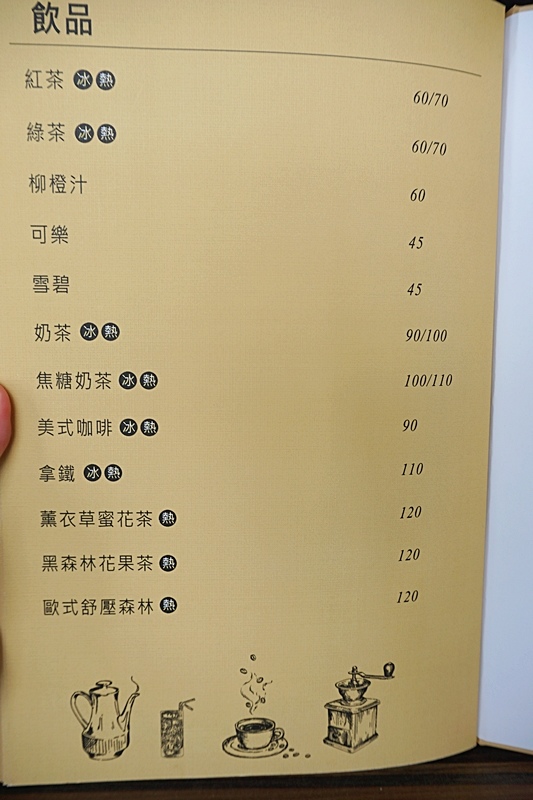 飲品
紅茶 冰 熱 60/70
綠茶 冰 熱 60/70
柳橙汁 60
可樂 45
雪碧 45
奶茶 冰 熱 90/100
焦糖奶茶 冰 熱 100/110
美式咖啡 冰 熱 90
拿鐵 冰 熱 110
薰衣草蜜花茶 熱 120
黑森林花果茶 熱 120
歐式舒壓森林 熱 120